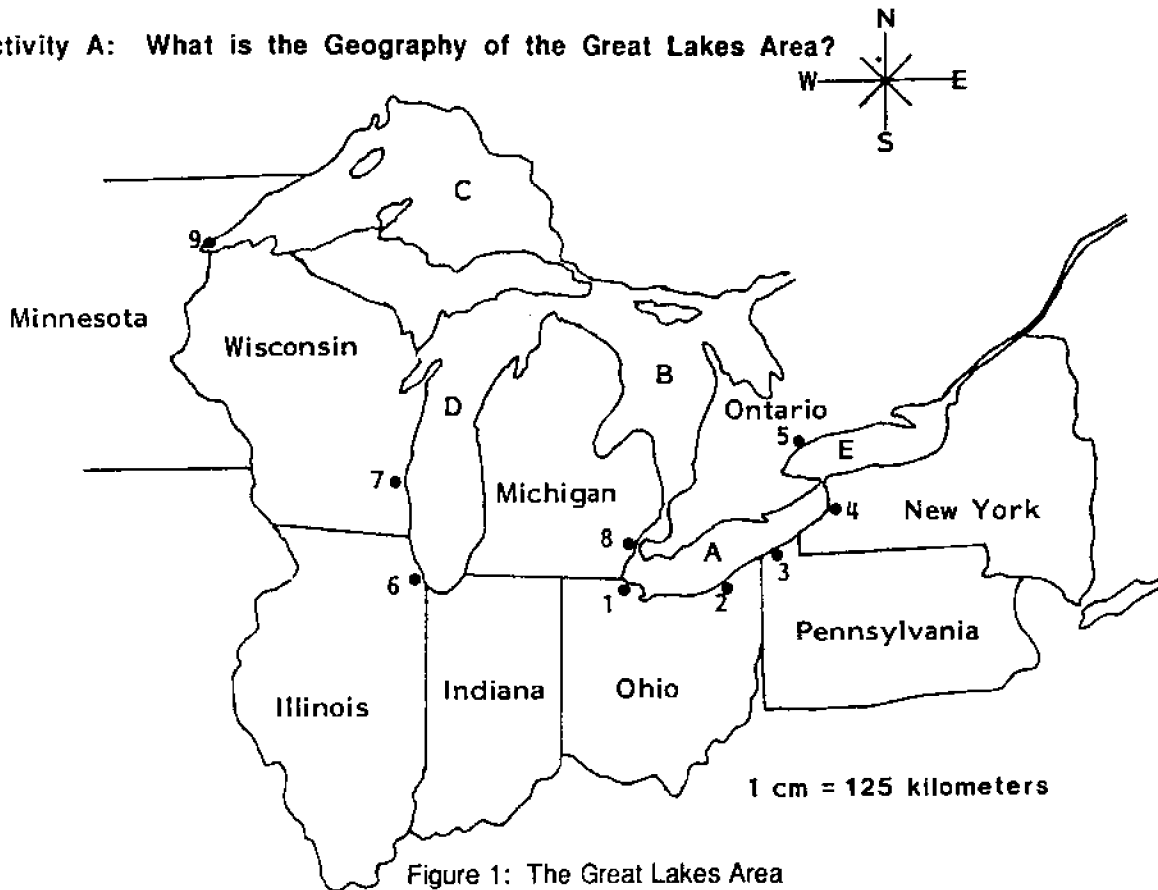 ctivity A: What is the Geography of the Great Lakes Area?
N
W E
S
C
9
Minnesota
Wisconsin
B
D
Ontario
5
E
7
Michigan
4
New York
8
A
3
6
1
2
Pennsylvania
Illinois
Indiana
Ohio
1 cm = 125 kilometers
Figure 1: The Great Lakes Area